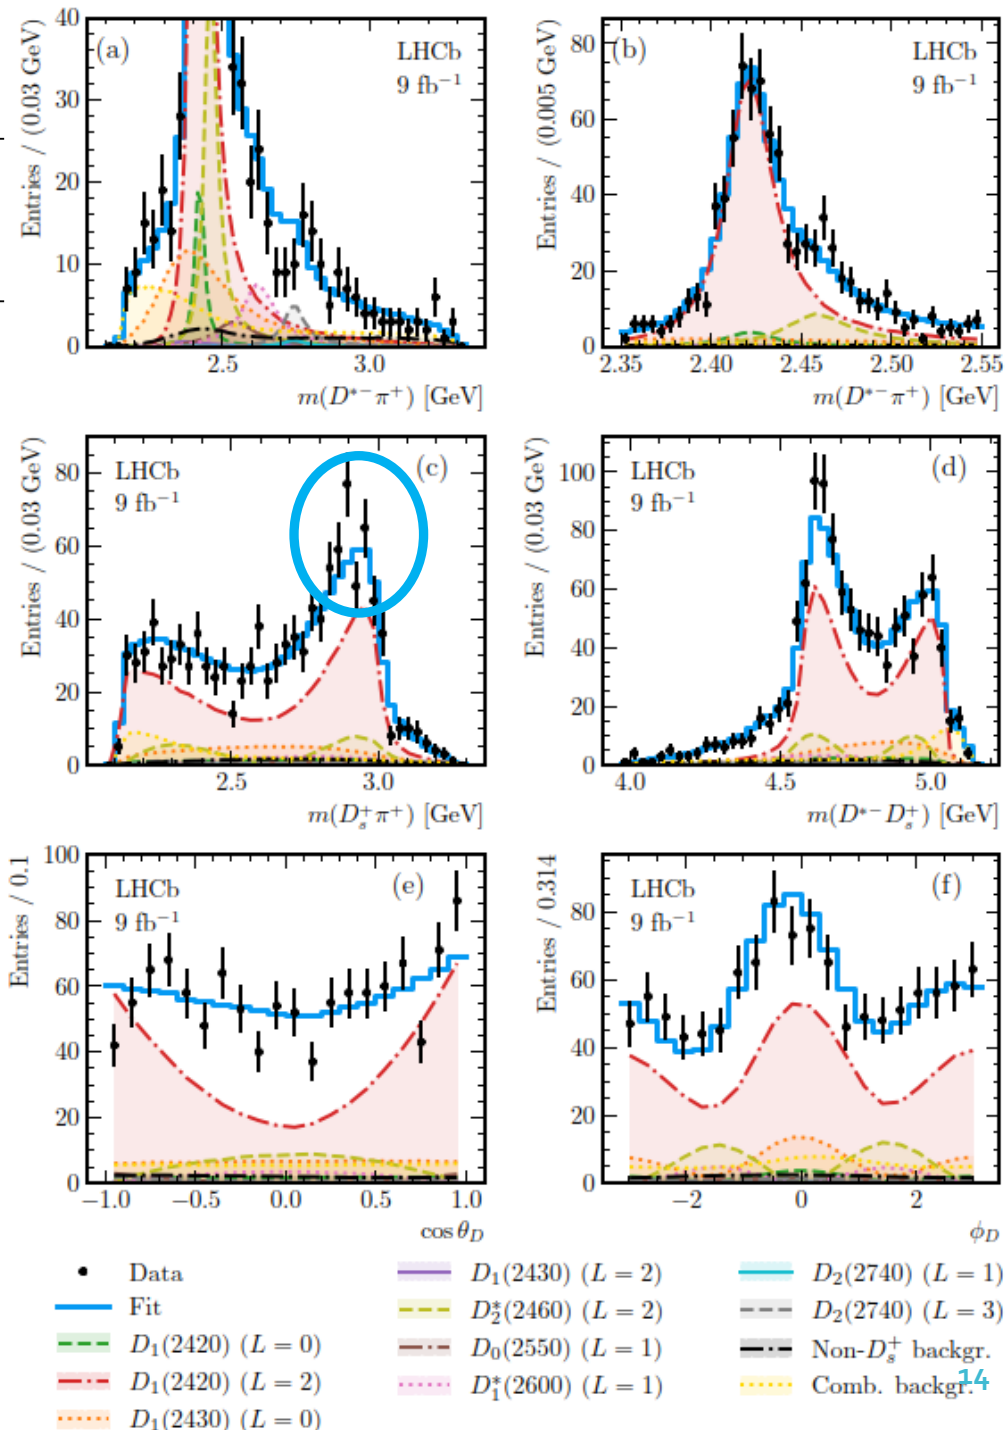 (a) LHCb
9 fb⁻¹
Entries / (0.03 GeV)
40
30
20
10
0
2.5 3.0
m(D*⁻π⁺) [GeV]
(b) LHCb
9 fb⁻¹
Entries / (0.005 GeV)
80
60
40
20
0
2.35 2.40 2.45 2.50 2.55
m(D*⁻π⁺) [GeV]
LHCb (c)
9 fb⁻¹
Entries / (0.03 GeV)
80
60
40
20
0
2.5 3.0
m(Dₛ⁺π⁺) [GeV]
LHCb (d)
9 fb⁻¹
Entries / (0.03 GeV)
100
80
60
40
20
0
4.0 4.5 5.0
m(D*⁻Dₛ⁺) [GeV]
LHCb (e)
9 fb⁻¹
Entries / 0.1
100
80
60
40
20
0
−1.0 −0.5 0.0 0.5 1.0
cos θ_D
LHCb (f)
9 fb⁻¹
Entries / 0.314
80
60
40
20
0
−2 0 2
ϕ_D
Data
Fit
D₁(2420) (L = 0)
D₁(2420) (L = 2)
D₁(2430) (L = 0)
D₁(2430) (L = 2)
D₂*(2460) (L = 2)
D₀(2550) (L = 1)
D₁*(2600) (L = 1)
D₂(2740) (L = 1)
D₂(2740) (L = 3)
Non-Dₛ⁺ backgr.
Comb. backgr.
14